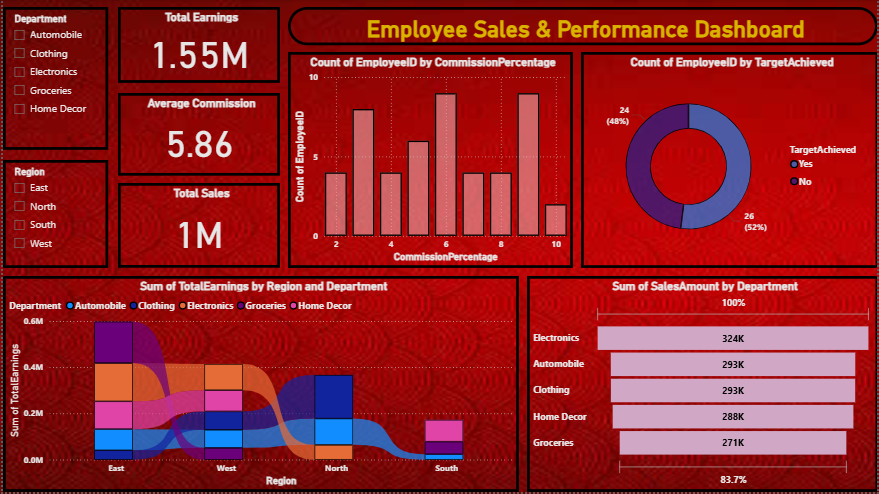 Department
Automobile
Clothing
Electronics
Groceries
Home Decor
Region
East
North
South
West
Total Earnings
1.55M
Average Commission
5.86
Total Sales
1M
Employee Sales & Performance Dashboard
Count of EmployeeID by CommissionPercentage
Count of EmployeeID
10
5
0
2 4 6 8 10
CommissionPercentage
Count of EmployeeID by TargetAchieved
24
(48%)
26
(52%)
TargetAchieved
Yes
No
Sum of TotalEarnings by Region and Department
Department Automobile Clothing Electronics Groceries Home Decor
Sum of TotalEarnings
0.6M
0.4M
0.2M
0.0M
East West North South
Region
Sum of SalesAmount by Department
100%
Electronics 324K
Automobile 293K
Clothing 293K
Home Decor 288K
Groceries 271K
83.7%